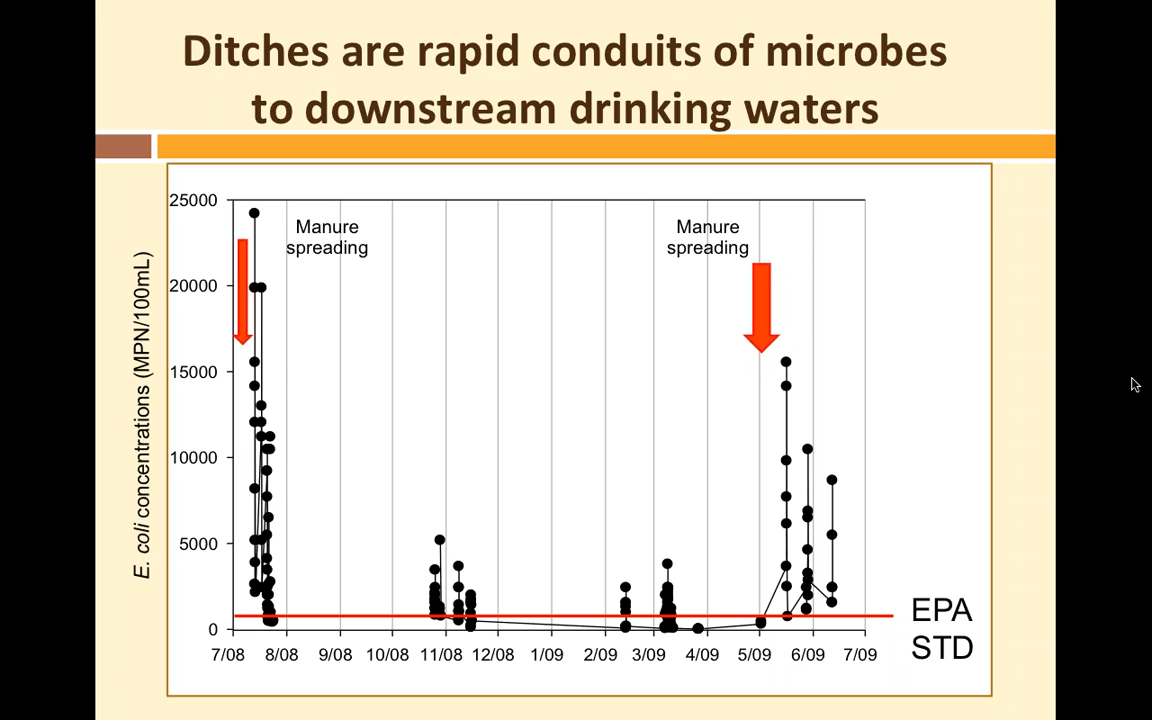 Ditches are rapid conduits of microbes
to downstream drinking waters
E. coli concentrations (MPN/100mL)
25000
20000
15000
10000
5000
0
Manure
spreading
Manure
spreading
EPA
STD
7/08 8/08 9/08 10/08 11/08 12/08 1/09 2/09 3/09 4/09 5/09 6/09 7/09